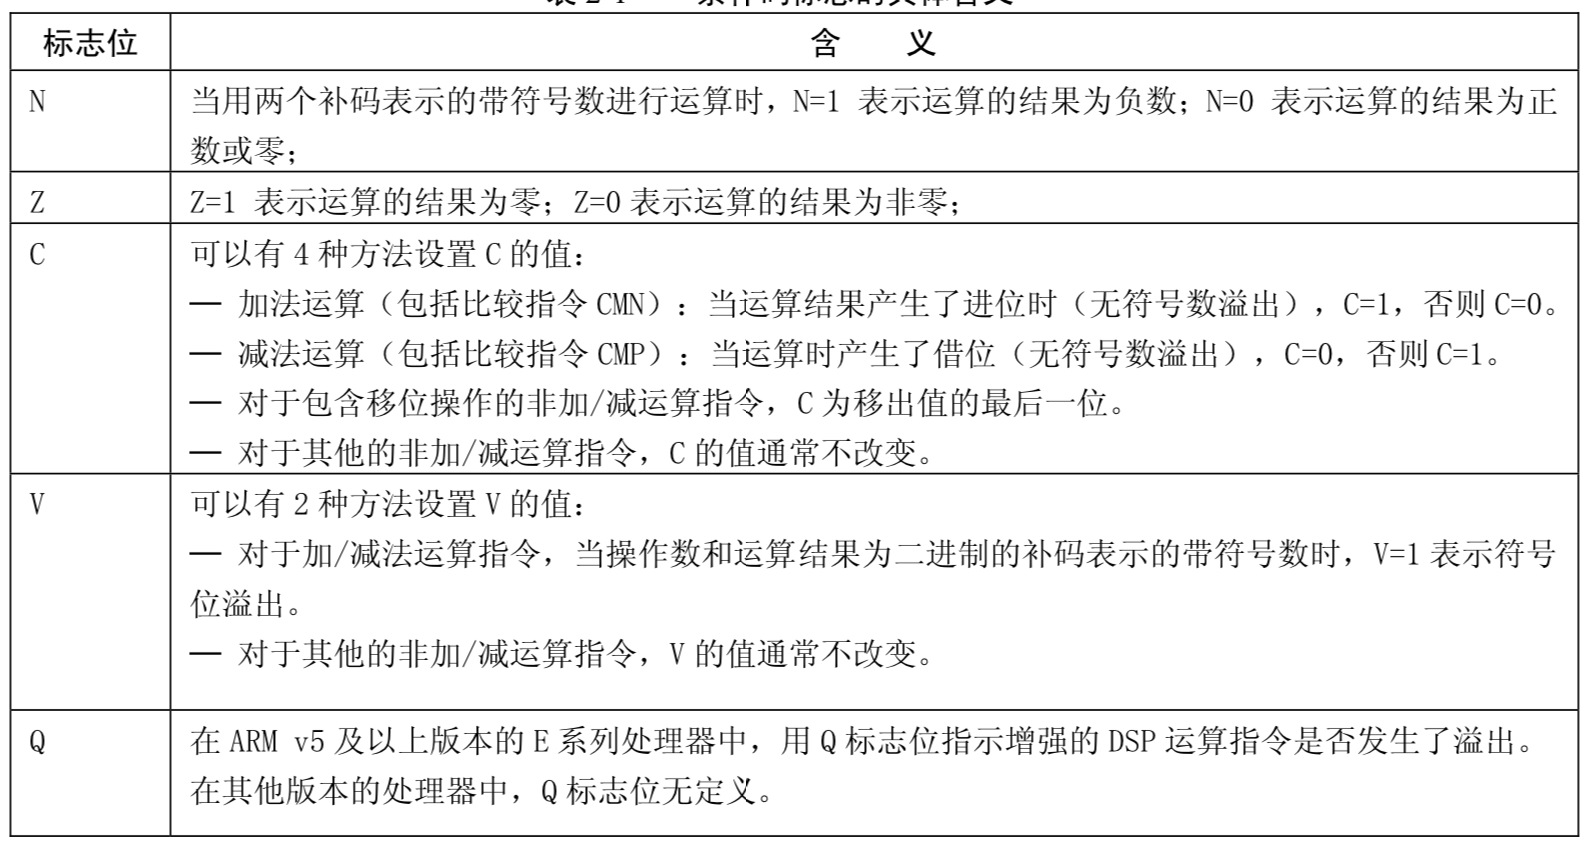 标志位 含 义
N 当用两个补码表示的带符号数进行运算时，N=1 表示运算的结果为负数；N=0 表示运算的结果为正
数或零；
Z Z=1 表示运算的结果为零；Z=0 表示运算的结果为非零；
C 可以有 4 种方法设置 C 的值：
— 加法运算（包括比较指令 CMN）：当运算结果产生了进位时（无符号数溢出），C=1，否则 C=0。
— 减法运算（包括比较指令 CMP）：当运算时产生了借位（无符号数溢出），C=0，否则 C=1。
— 对于包含移位操作的非加/减运算指令，C 为移出值的最后一位。
— 对于其他的非加/减运算指令，C 的值通常不改变。
V 可以有 2 种方法设置 V 的值：
— 对于加/减法运算指令，当操作数和运算结果为二进制的补码表示的带符号数时，V=1 表示符号
位溢出。
— 对于其他的非加/减运算指令，V 的值通常不改变。
Q 在 ARM v5 及以上版本的 E 系列处理器中，用 Q 标志位指示增强的 DSP 运算指令是否发生了溢出。
在其他版本的处理器中，Q 标志位无定义。